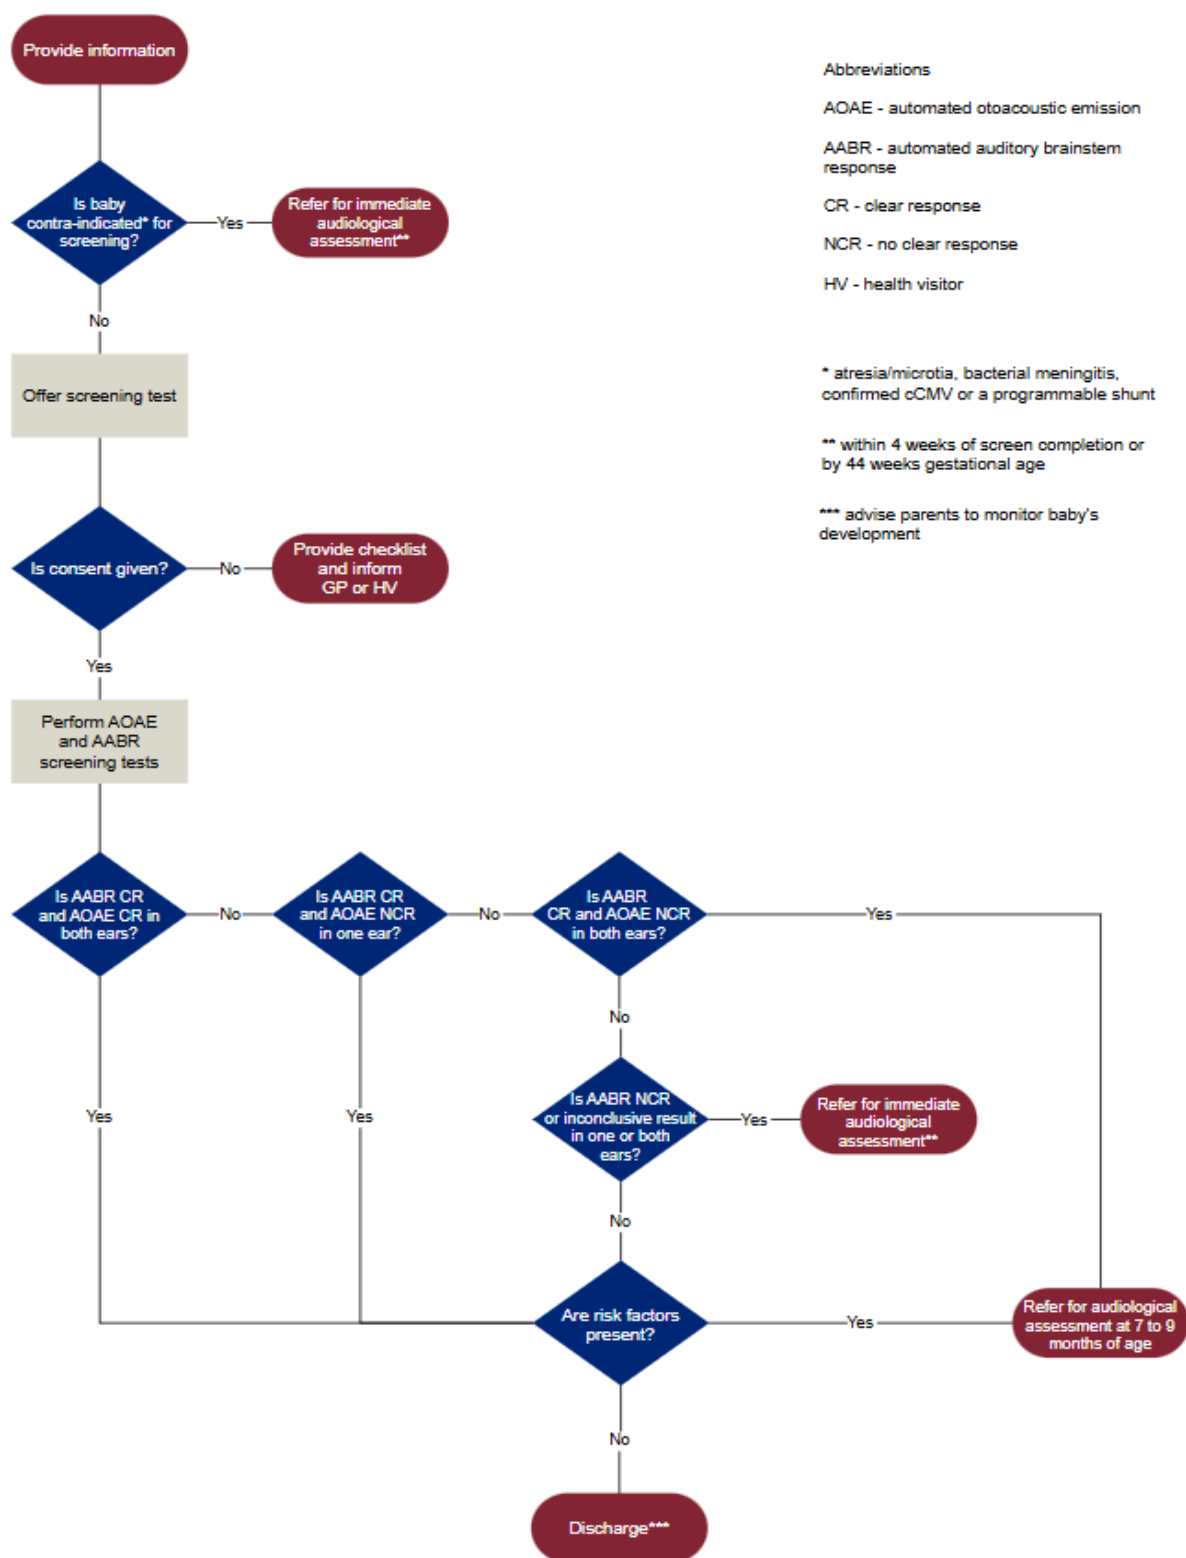 Provide information
Abbreviations
AOAE - automated otoacoustic emission
AABR - automated auditory brainstem
response
CR - clear response
NCR - no clear response
HV - health visitor
* atresia/microtia, bacterial meningitis,
confirmed cCMV or a programmable shunt
** within 4 weeks of screen completion or
by 44 weeks gestational age
*** advise parents to monitor baby's
development
Is baby
contra-indicated* for
screening?
Yes
Refer for immediate
audiological
assessment**
No
Offer screening test
Is consent given?
No
Provide checklist
and inform
GP or HV
Yes
Perform AOAE
and AABR
screening tests
Is AABR CR
and AOAE CR in
both ears?
No
Is AABR CR
and AOAE NCR
in one ear?
No
Is AABR
CR and AOAE NCR
in both ears?
Yes
No
Yes
Yes
Is AABR NCR
or inconclusive result
in one or both
ears?
Yes
Refer for immediate
audiological
assessment**
No
Are risk factors
present?
Yes
Refer for audiological
assessment at 7 to 9
months of age
No
Discharge***